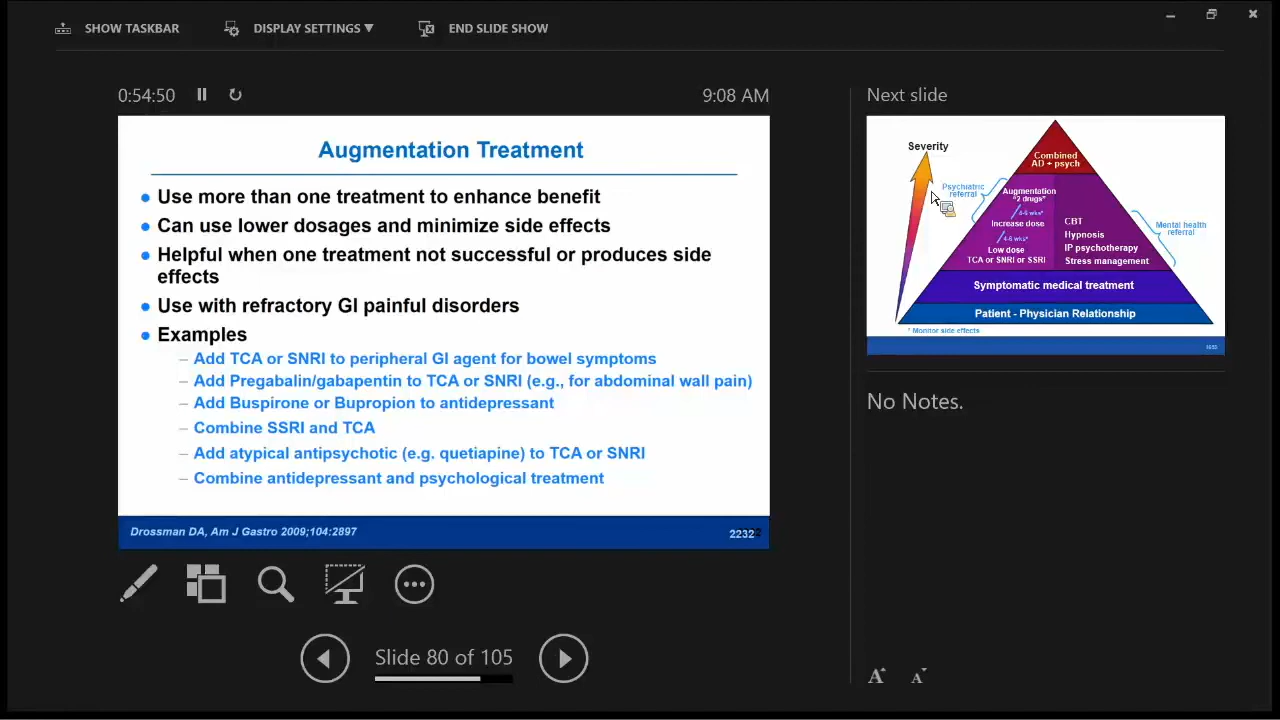 SHOW TASKBAR
DISPLAY SETTINGS ▼
END SLIDE SHOW
0:54:50
9:08 AM
Augmentation Treatment
• Use more than one treatment to enhance benefit
• Can use lower dosages and minimize side effects
• Helpful when one treatment not successful or produces side
effects
• Use with refractory GI painful disorders
• Examples
– Add TCA or SNRI to peripheral GI agent for bowel symptoms
– Add Pregabalin/gabapentin to TCA or SNRI (e.g., for abdominal wall pain)
– Add Buspirone or Bupropion to antidepressant
– Combine SSRI and TCA
– Add atypical antipsychotic (e.g. quetiapine) to TCA or SNRI
– Combine antidepressant and psychological treatment
Drossman DA, Am J Gastro 2009;104:2897
2232
Slide 80 of 105
Next slide
Severity
Combined
AD + psych
Psychiatric
referral
Augmentation
"2 drugs"
Increase dose
4-6 wks*
Low dose
TCA or SNRI or SSRI
CBT
Hypnosis
IP psychotherapy
Stress management
Mental health
referral
Symptomatic medical treatment
Patient - Physician Relationship
* Monitor side effects
No Notes.
A A